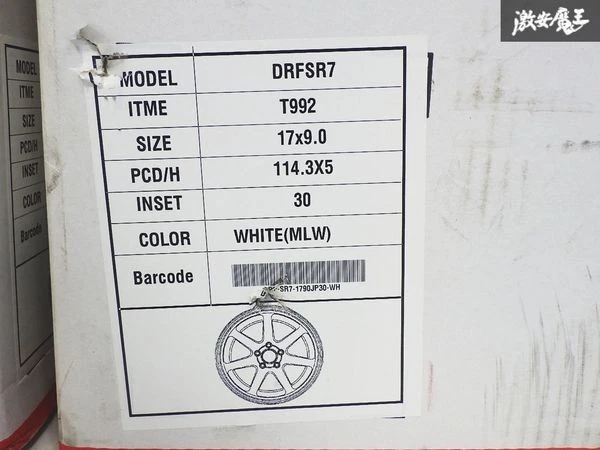 激安魔王
MODEL DRFSR7
ITME T992
SIZE 17x9.0
PCD/H 114.3X5
INSET 30
COLOR WHITE(MLW)
Barcode
-SR7-1790JP30-WH
MODEL
ITME
SIZE
PCD/H
INSET
COLOR
Barcode